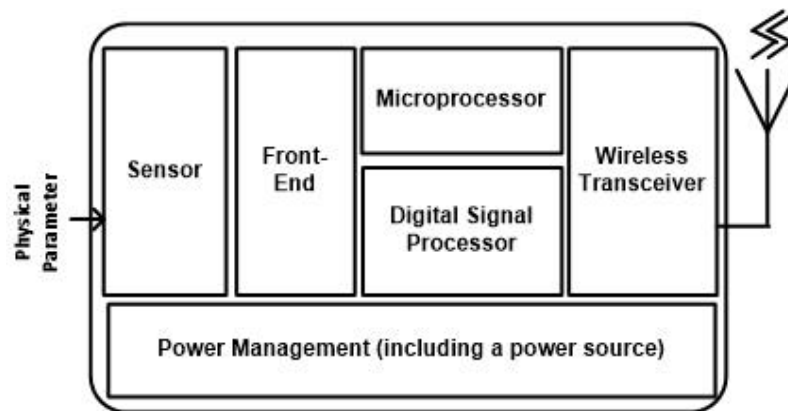 Physical
Parameter
Sensor
Front-
End
Microprocessor
Digital Signal
Processor
Wireless
Transceiver
Power Management (including a power source)